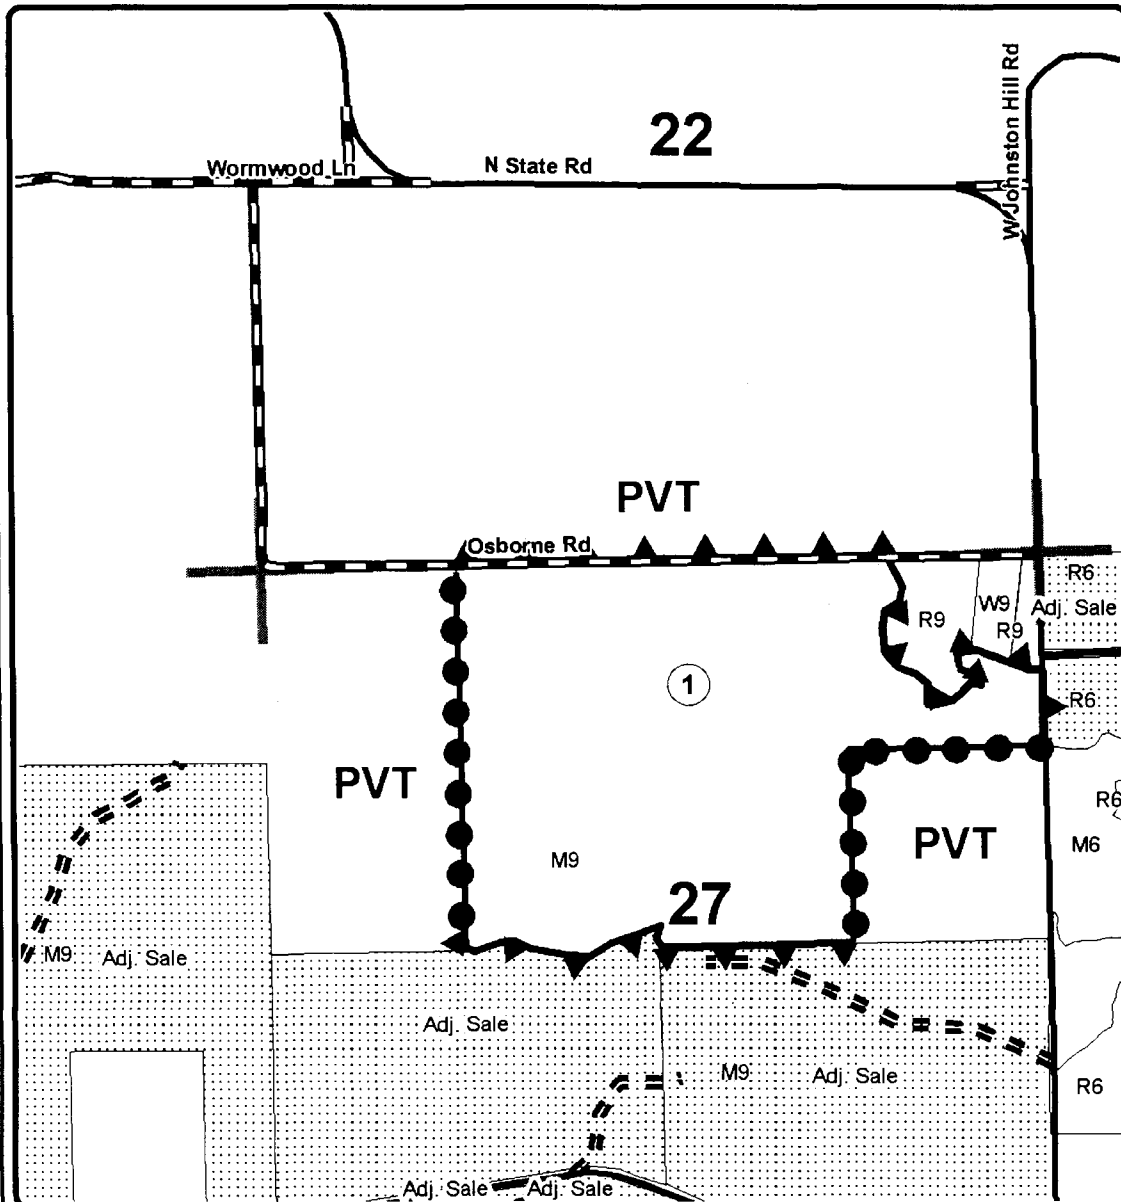 W Johnston Hill Rd
22
Wormwood Ln
N State Rd
PVT
Osborne Rd
R6
W9
Adj. Sale
R9
R9
1
R6
PVT
R6
PVT
M6
M9
27
M9
Adj. Sale
Adj. Sale
M9
Adj. Sale
R6
Adj. Sale
Adj. Sale